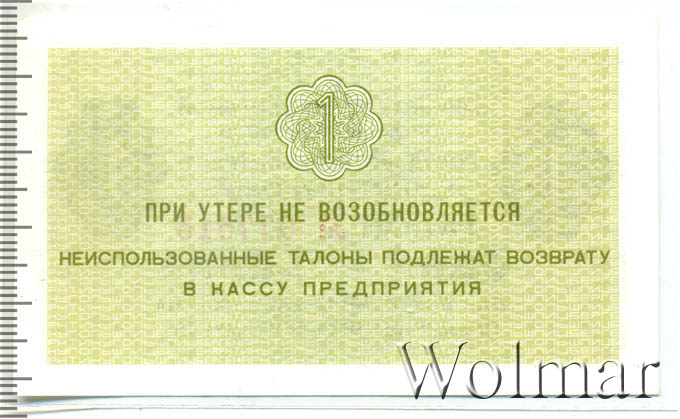 1
ПРИ УТЕРЕ НЕ ВОЗОБНОВЛЯЕТСЯ
НЕИСПОЛЬЗОВАННЫЕ ТАЛОНЫ ПОДЛЕЖАТ ВОЗВРАТУ
В КАССУ ПРЕДПРИЯТИЯ
Wolmar